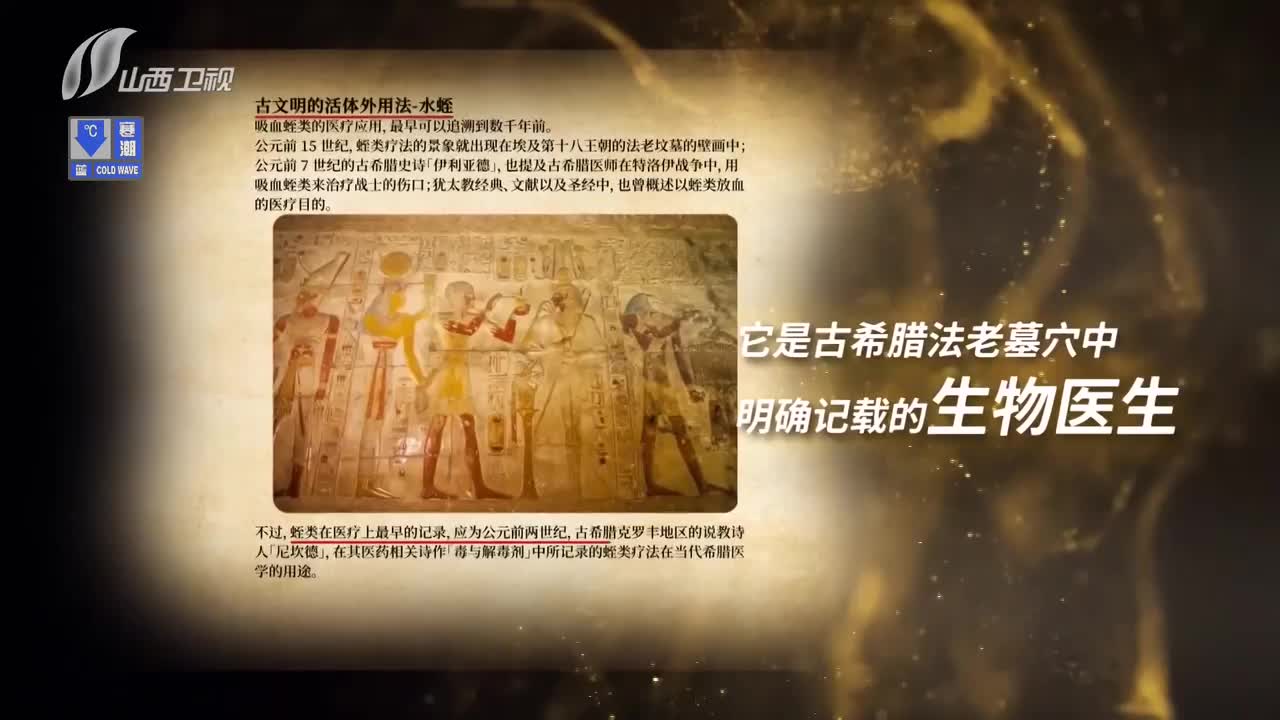 山西卫视
℃
寒潮
蓝 COLD WAVE
古文明的活体外用法-水蛭
吸血蛭类的医疗应用, 最早可以追溯到数千年前。
公元前 15 世纪, 蛭类疗法的景象就出现在埃及第十八王朝的法老坟墓的壁画中;
公元前 7 世纪的古希腊史诗「伊利亚德」, 也提及古希腊医师在特洛伊战争中, 用
吸血蛭类来治疗战士的伤口; 犹太教经典、文献以及圣经中, 也曾概述以蛭类放血
的医疗目的。
它是古希腊法老墓穴中
明确记载的生物医生
不过, 蛭类在医疗上最早的记录, 应为公元前两世纪, 古希腊克罗丰地区的说教诗
人「尼坎德」, 在其医药相关诗作「毒与解毒剂」中所记录的蛭类疗法在当代希腊医
学的用途。